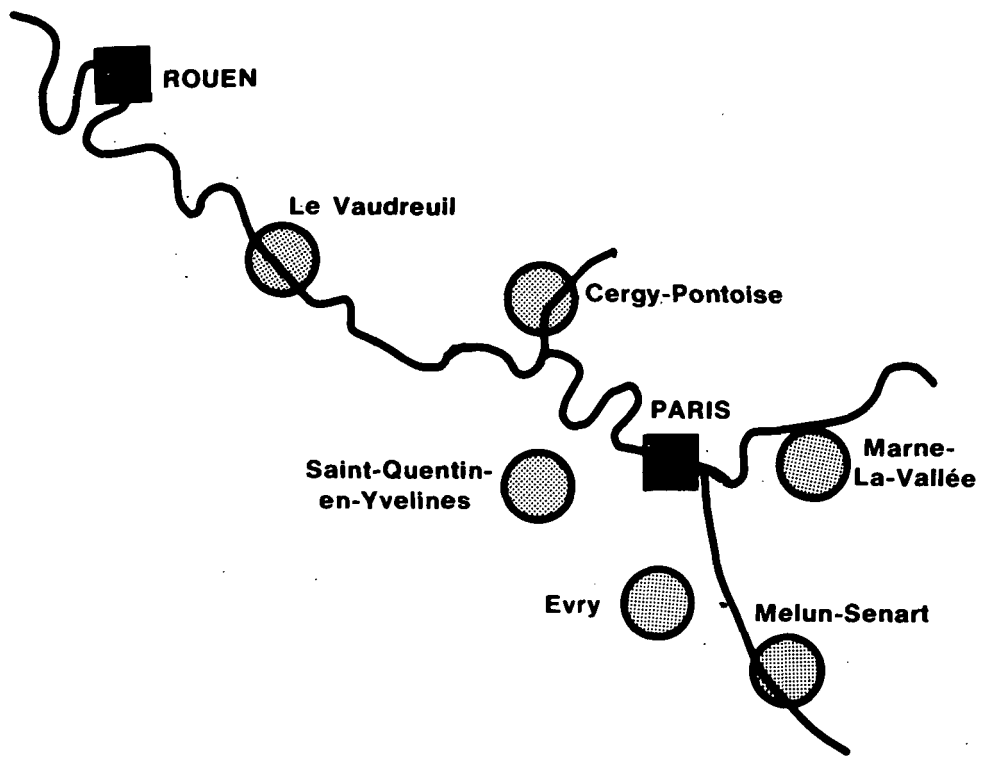 ROUEN
Le Vaudreuil
Cergy-Pontoise
PARIS
Marne-
La-Vallée
Saint-Quentin-
en-Yvelines
Evry
Melun-Senart